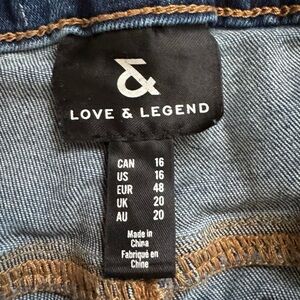 &
LOVE & LEGEND
CAN 16
US 16
EUR 48
UK 20
AU 20
Made in
China
Fabriqué en
Chine